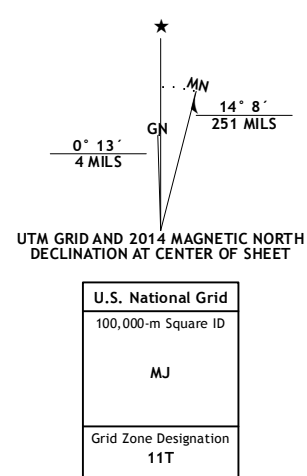 ★
MN
GN
14° 8´
251 MILS
0° 13´
4 MILS
UTM GRID AND 2014 MAGNETIC NORTH
DECLINATION AT CENTER OF SHEET
U.S. National Grid
100,000-m Square ID
MJ
Grid Zone Designation
11T